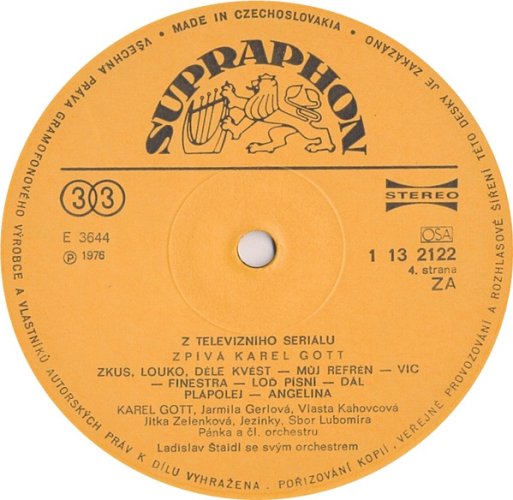 • MADE IN CZECHOSLOVAKIA •
VŠECHNA PRÁVA GRAMOFONOVÉHO VÝROBCE A VLASTNÍKŮ AUTORSKÝCH PRÁV K DÍLU VYHRAŽENA. POŘIZOVÁNÍ KOPIÍ, VEŘEJNÉ PROVOZOVÁNÍ A ROZHLASOVÉ ŠÍŘENÍ TÉTO DESKY JE ZAKÁZÁNO
SUPRAPHON
33
STEREO
E 3644
OSA
℗ 1976
1 13 2122
4. strana
ZA
Z TELEVIZNÍHO SERIÁLU
ZPÍVÁ KAREL GOTT
ZKUS, LOUKO, DÉLE KVÉST — MŮJ REFRÉN — VIC
— FINESTRA — LOĎ PÍSNÍ — DÁL
PLÁPOLEJ — ANGELINA
KAREL GOTT, Jarmila Gerlová, Vlasta Kahovcová
Jitka Zelenková, Jezinky, Sbor Lubomíra
Pánka a čl. orchestru
Ladislav Štaidl se svým orchestrem